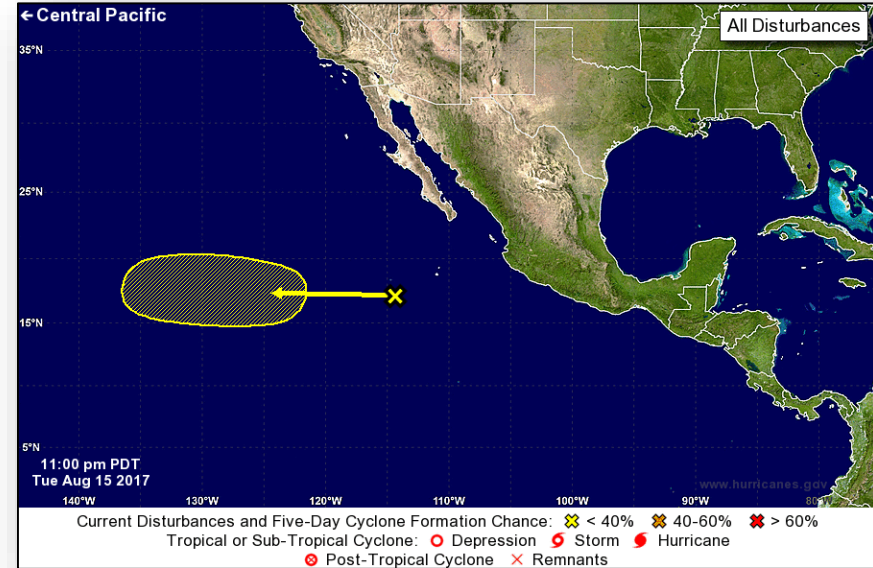 ←Central Pacific
All Disturbances
35°N
25°N
15°N
5°N
11:00 pm PDT
Tue Aug 15 2017
www.hurricanes.gov
140°W 130°W 120°W 110°W 100°W 90°W 80°W
Current Disturbances and Five-Day Cyclone Formation Chance: < 40% 40-60% > 60%
Tropical or Sub-Tropical Cyclone: Depression Storm Hurricane
Post-Tropical Cyclone Remnants